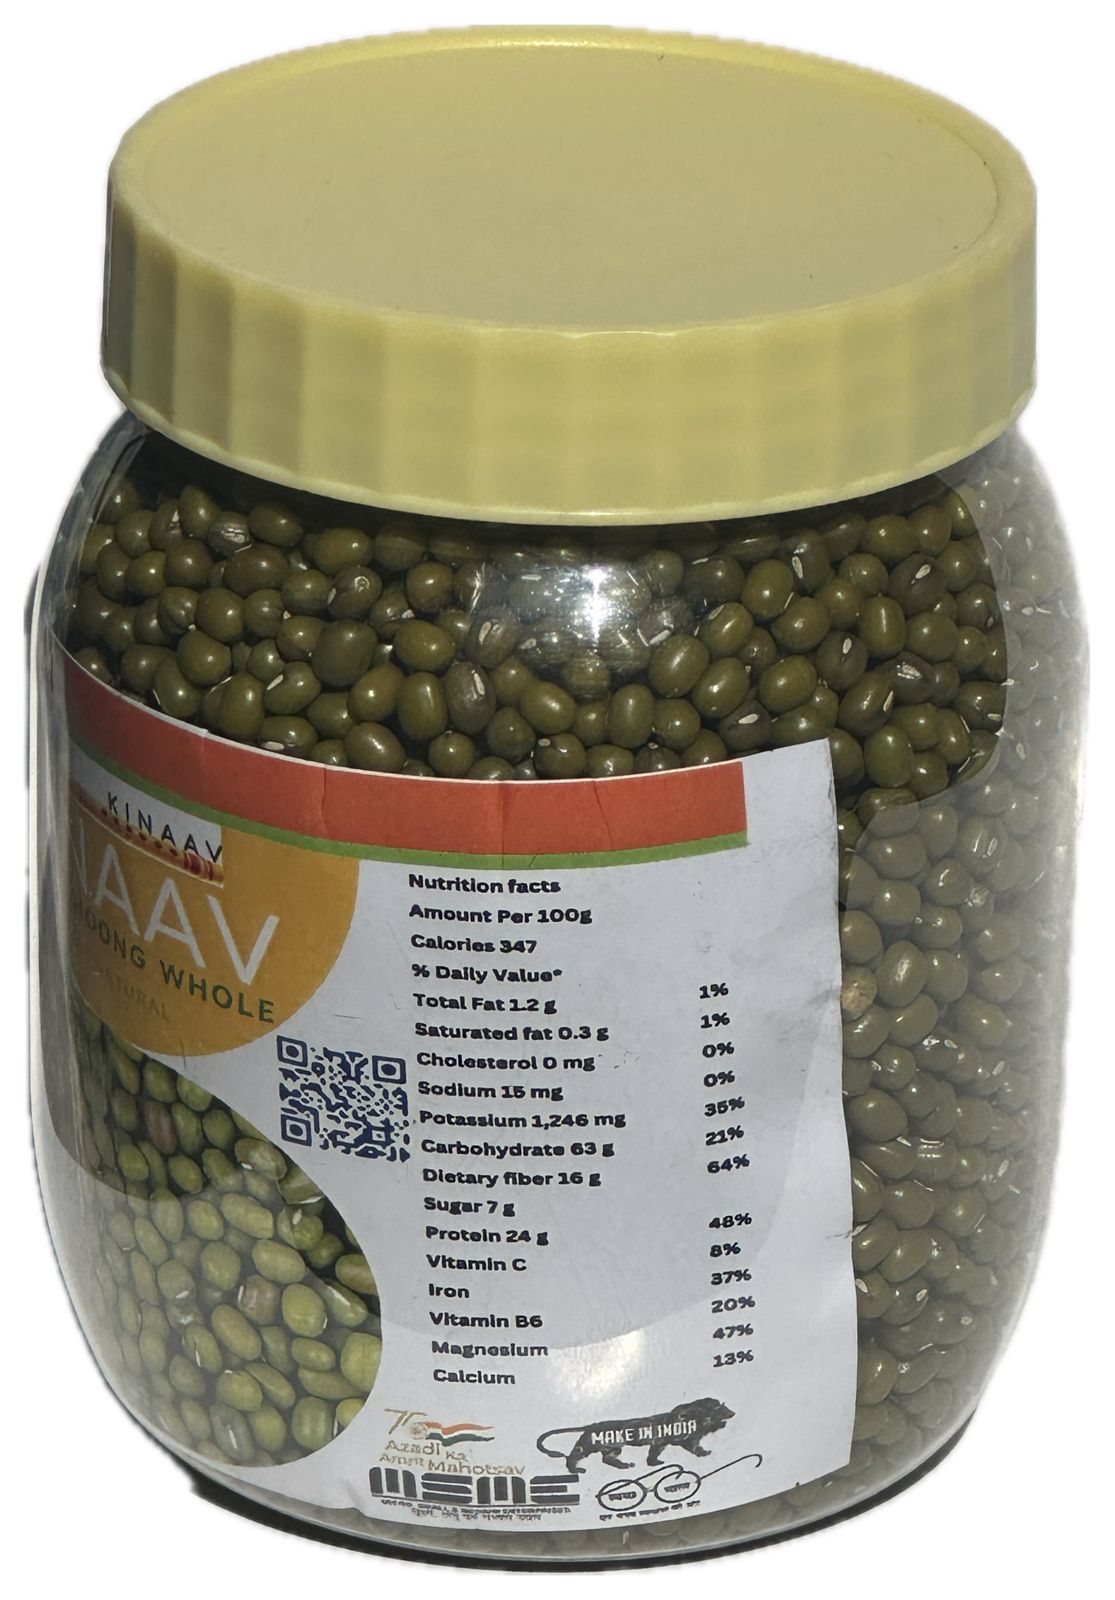 KINAAV
NAAV
OONG WHOLE
NATURAL
Nutrition facts
Amount Per 100g
Calories 347
% Daily Value*
Total Fat 1.2 g 1%
Saturated fat 0.3 g 1%
Cholesterol 0 mg 0%
Sodium 15 mg 0%
Potassium 1,246 mg 35%
Carbohydrate 63 g 21%
Dietary fiber 16 g 64%
Sugar 7 g
Protein 24 g 48%
Vitamin C 8%
Iron 37%
Vitamin B6 20%
Magnesium 47%
Calcium 13%
Azadi Ka
Amrit Mahotsav
MAKE IN INDIA
MSME